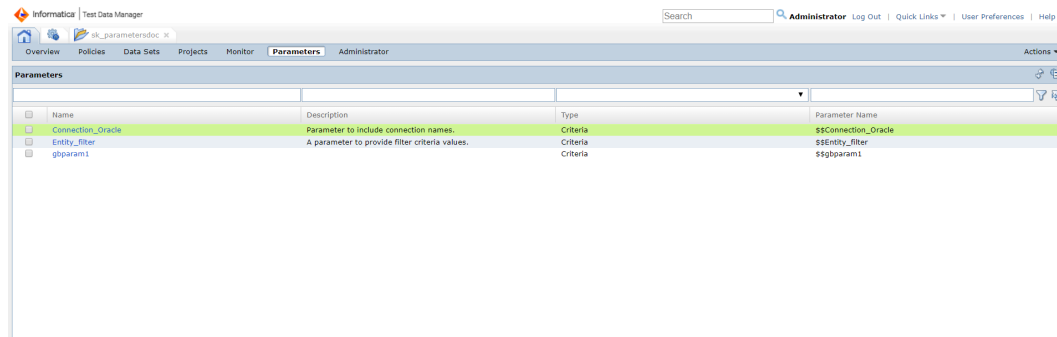 Informatica | Test Data Manager
Search Administrator Log Out | Quick Links | User Preferences | Help
sk_parametersdoc
Overview Policies Data Sets Projects Monitor Parameters Administrator Actions
Parameters
Name Description Type Parameter Name
Connection_Oracle Parameter to include connection names. Criteria $$Connection_Oracle
Entity_filter A parameter to provide filter criteria values. Criteria $$Entity_filter
gbparam1 Criteria $$gbparam1